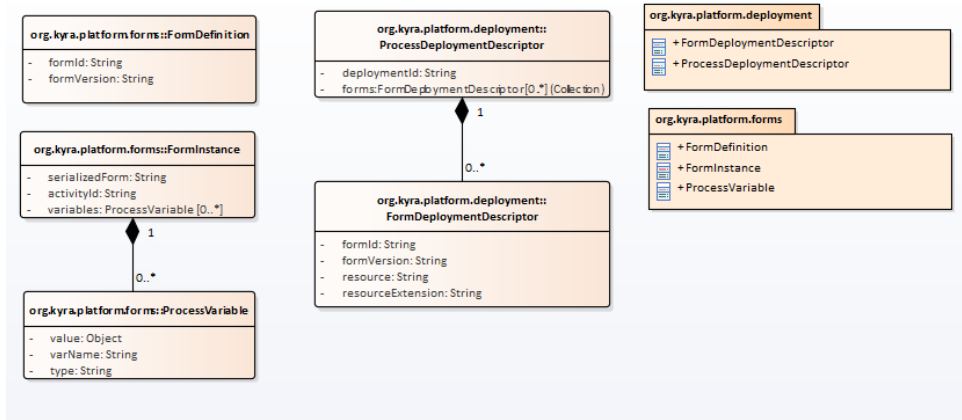 org.kyra.platform.forms::FormDefinition
- formId: String
- formVersion: String
org.kyra.platform.forms::FormInstance
- serializedForm: String
- activityId: String
- variables: ProcessVariable [0..*]
1
0..*
org.kyra.platform.forms::ProcessVariable
- value: Object
- varName: String
- type: String
org.kyra.platform.deployment::
ProcessDeploymentDescriptor
- deploymentId: String
- forms:FormDeploymentDescriptor[0..*] {Collection}
1
0..*
org.kyra.platform.deployment::
FormDeploymentDescriptor
- formId: String
- formVersion: String
- resource: String
- resourceExtension: String
org.kyra.platform.deployment
+ FormDeploymentDescriptor
+ ProcessDeploymentDescriptor
org.kyra.platform.forms
+ FormDefinition
+ FormInstance
+ ProcessVariable